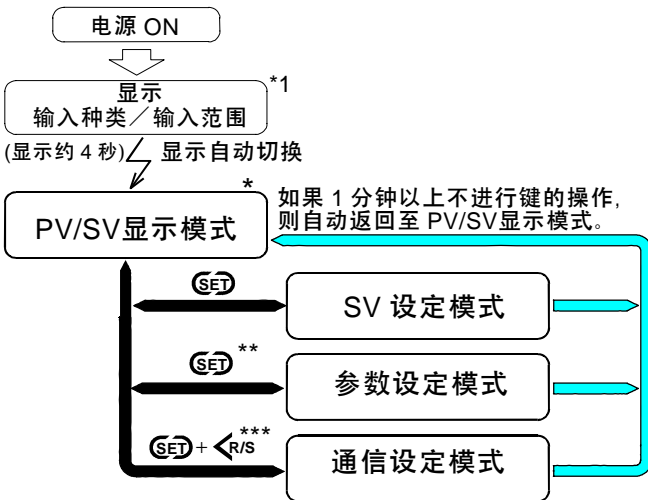 电源 ON
显示
输入种类／输入范围
*1
(显示约 4 秒)
显示自动切换
*
PV/SV显示模式
如果 1 分钟以上不进行键的操作,
则自动返回至 PV/SV显示模式。
SET
SV 设定模式
SET **
参数设定模式
SET + <R/S ***
通信设定模式